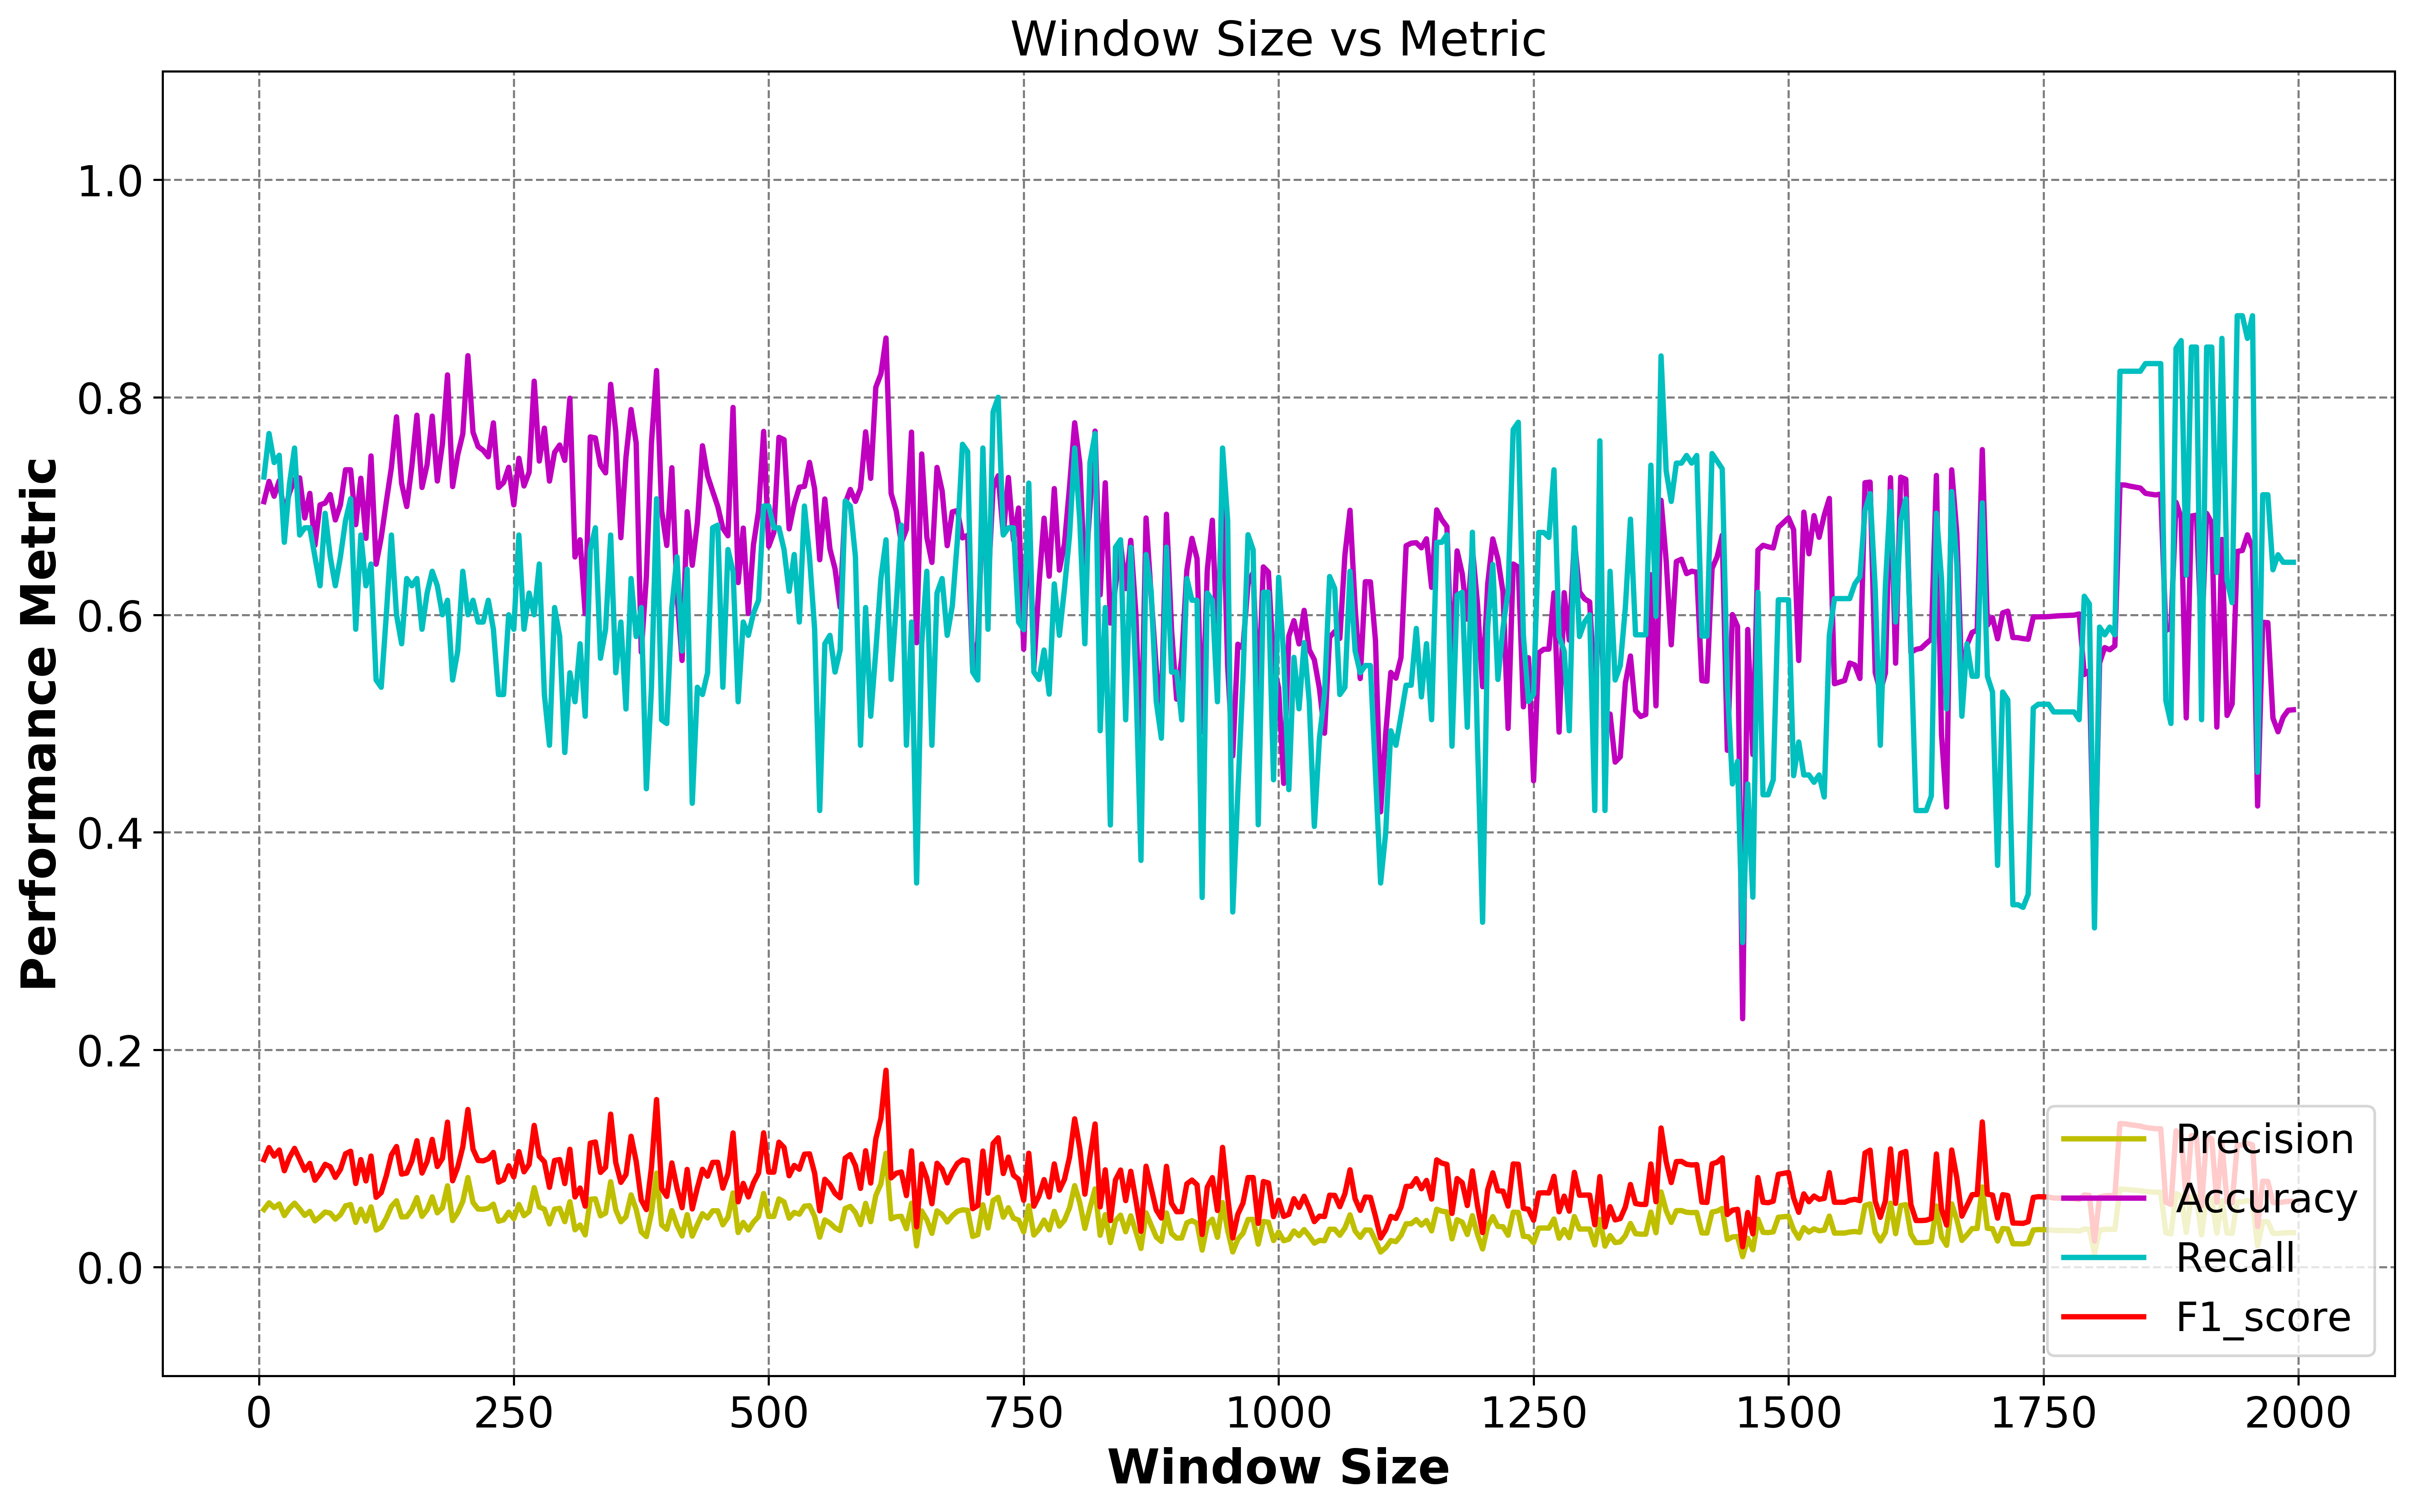 Window Size vs Metric
Performance Metric
1.0
0.8
0.6
0.4
0.2
0.0
Precision
Accuracy
Recall
F1_score
0 250 500 750 1000 1250 1500 1750 2000
Window Size